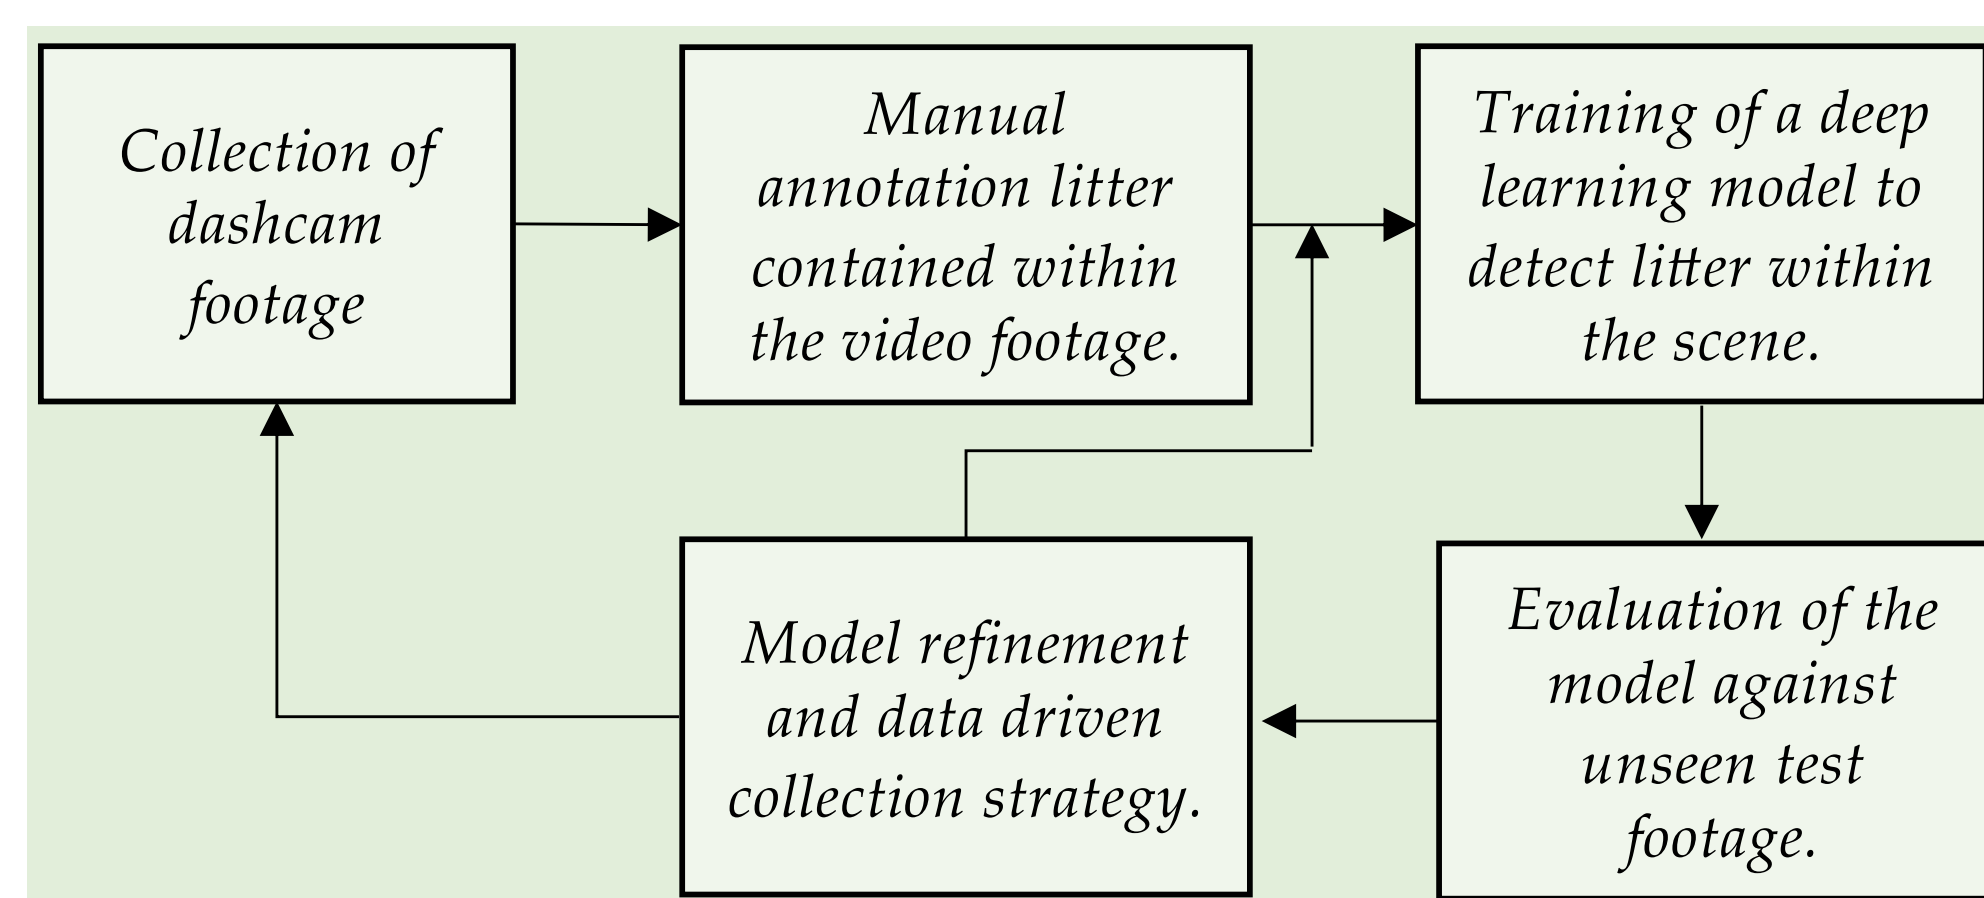 Collection of
dashcam
footage
Manual
annotation litter
contained within
the video footage.
Training of a deep
learning model to
detect litter within
the scene.
Model refinement
and data driven
collection strategy.
Evaluation of the
model against
unseen test
footage.